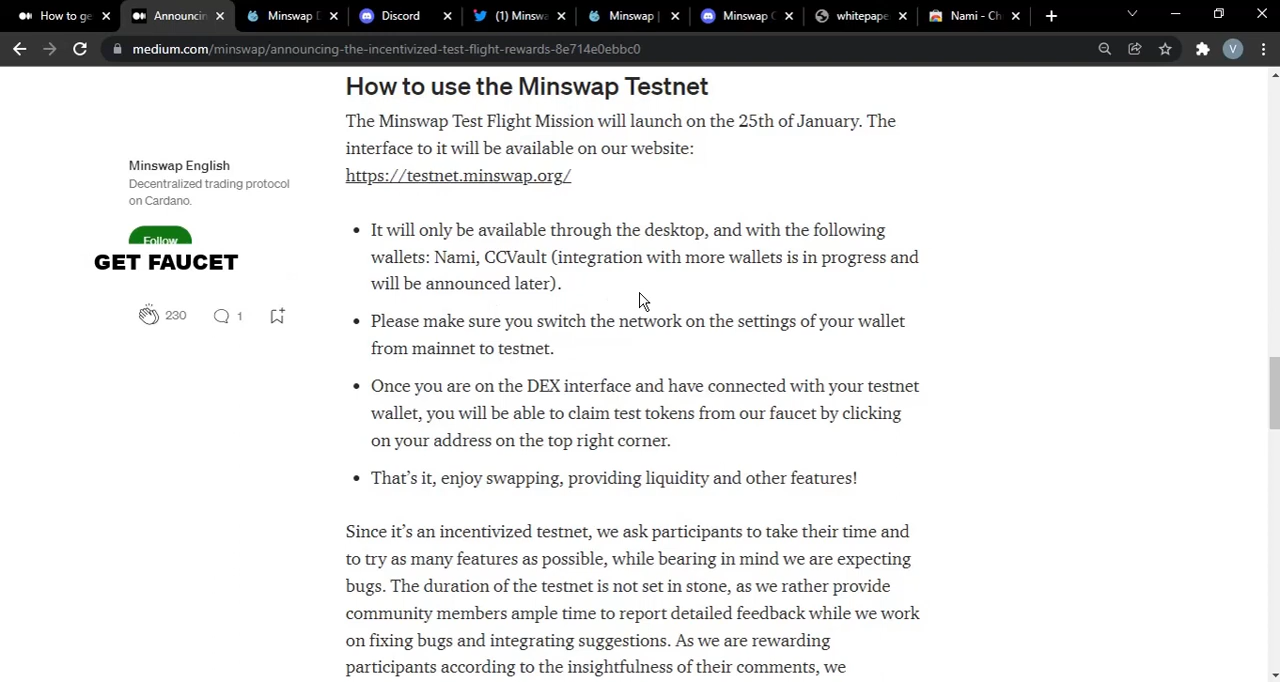 How to ge
Announcin
Minswap D
Discord
(1) Minswa
Minswap |
Minswap C
whitepape
Nami - Ch
medium.com/minswap/announcing-the-incentivized-test-flight-rewards-8e714e0ebbc0
V
How to use the Minswap Testnet
The Minswap Test Flight Mission will launch on the 25th of January. The
interface to it will be available on our website:
https://testnet.minswap.org/
Minswap English
Decentralized trading protocol
on Cardano.
Follow
GET FAUCET
230
1
• It will only be available through the desktop, and with the following
wallets: Nami, CCVault (integration with more wallets is in progress and
will be announced later).
• Please make sure you switch the network on the settings of your wallet
from mainnet to testnet.
• Once you are on the DEX interface and have connected with your testnet
wallet, you will be able to claim test tokens from our faucet by clicking
on your address on the top right corner.
• That's it, enjoy swapping, providing liquidity and other features!
Since it's an incentivized testnet, we ask participants to take their time and
to try as many features as possible, while bearing in mind we are expecting
bugs. The duration of the testnet is not set in stone, as we rather provide
community members ample time to report detailed feedback while we work
on fixing bugs and integrating suggestions. As we are rewarding
participants according to the insightfulness of their comments, we